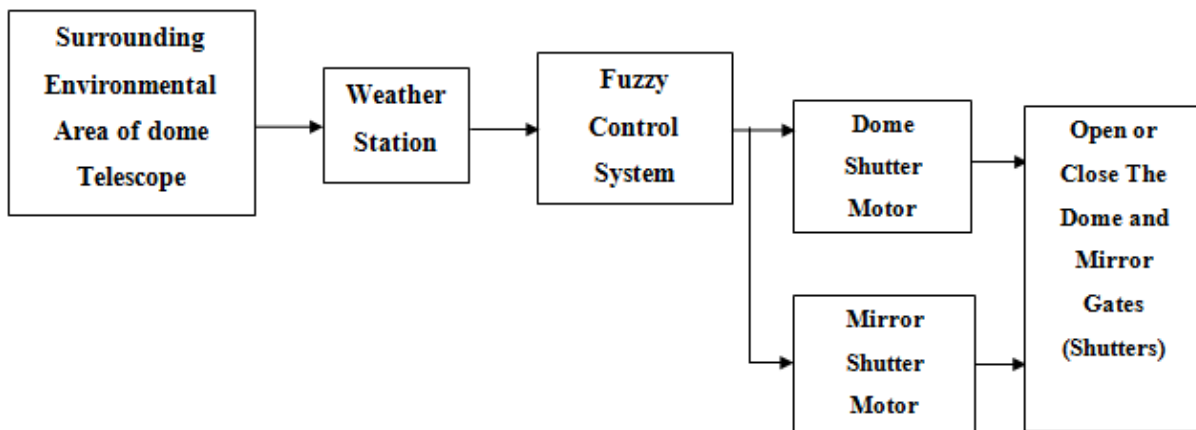 Surrounding
Environmental
Area of dome
Telescope
Weather
Station
Fuzzy
Control
System
Dome
Shutter
Motor
Mirror
Shutter
Motor
Open or
Close The
Dome and
Mirror
Gates
(Shutters)